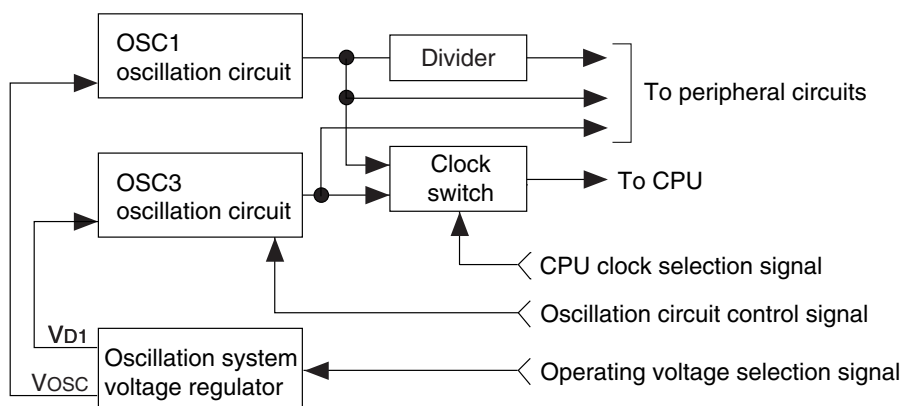 OSC1
oscillation circuit
Divider
To peripheral circuits
OSC3
oscillation circuit
Clock
switch
To CPU
CPU clock selection signal
Oscillation circuit control signal
VD1
Oscillation system
voltage regulator
VOSC
Operating voltage selection signal